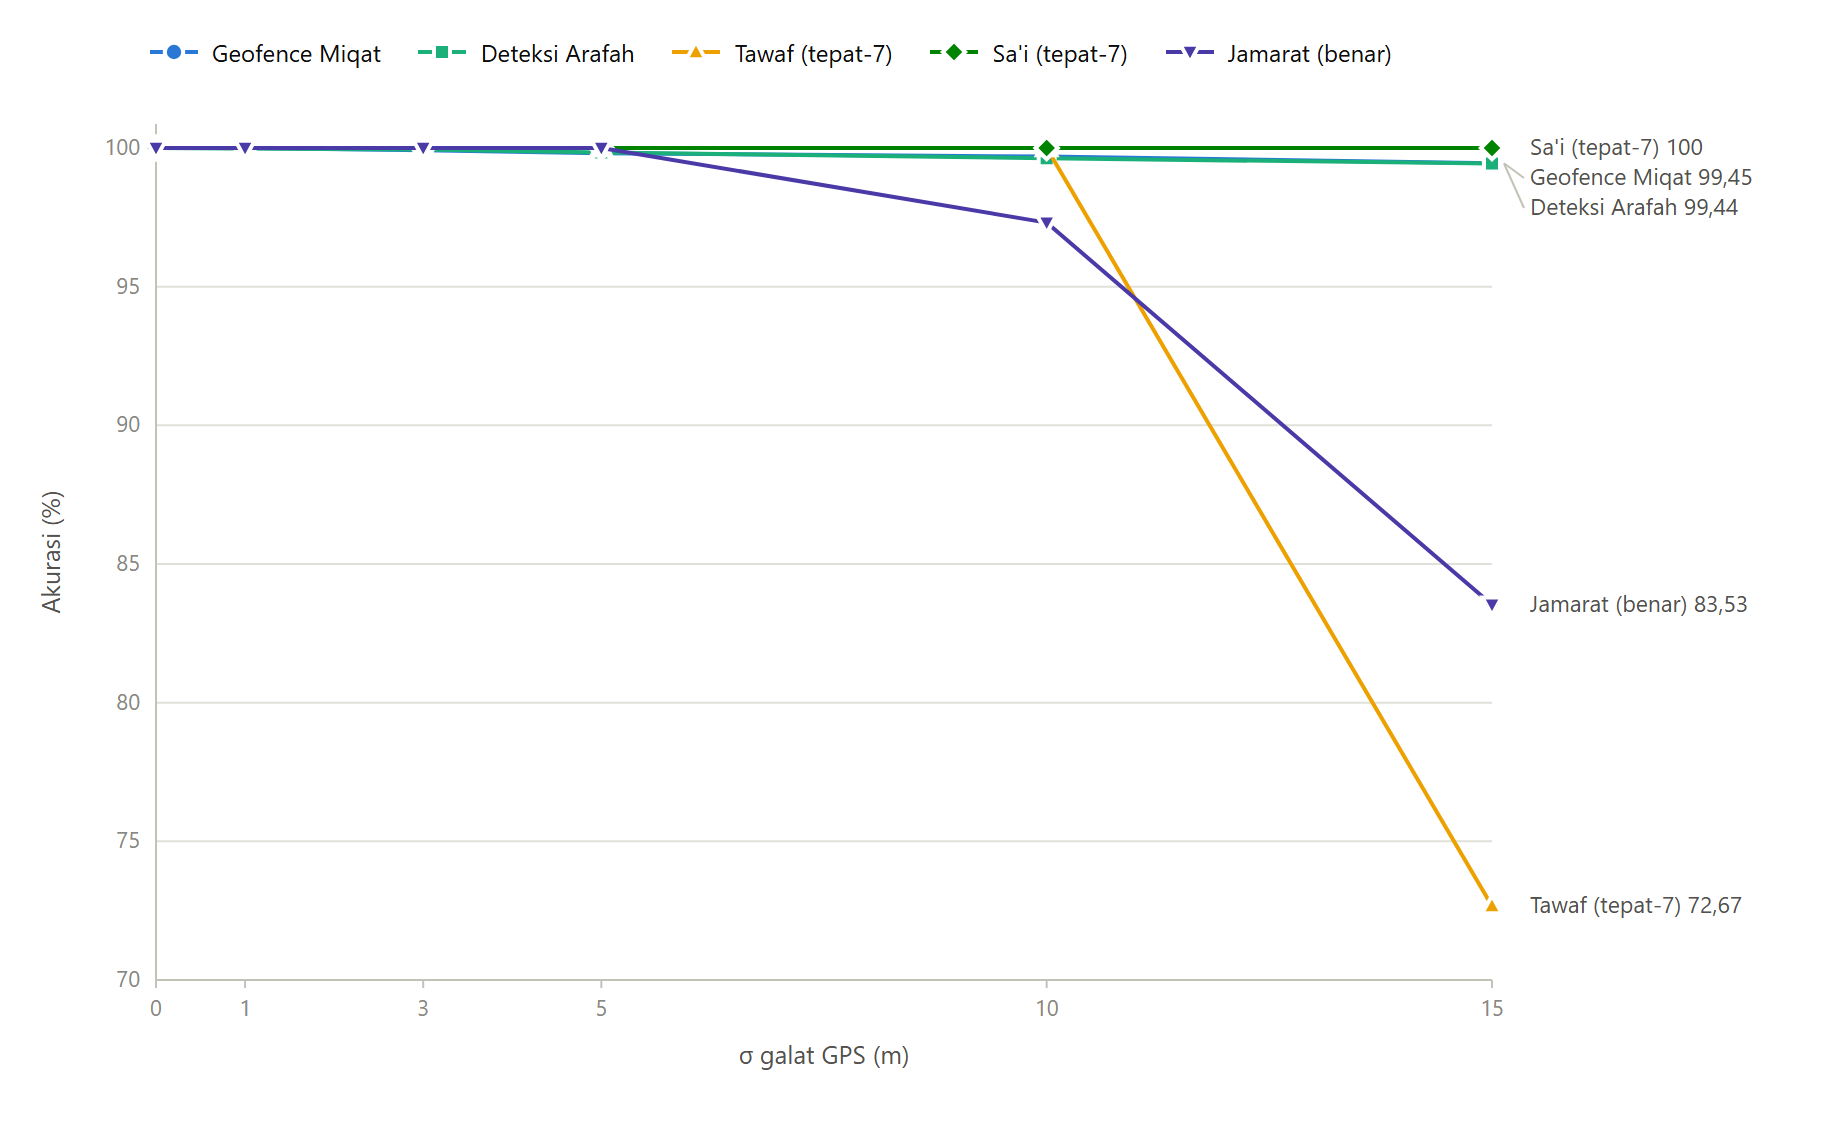 Geofence Miqat Deteksi Arafah Tawaf (tepat-7) Sa'i (tepat-7) Jamarat (benar)
100
95
90
85
80
75
70
Akurasi (%)
0 1 3 5 10 15
σ galat GPS (m)
Sa'i (tepat-7) 100
Geofence Miqat 99,45
Deteksi Arafah 99,44
Jamarat (benar) 83,53
Tawaf (tepat-7) 72,67